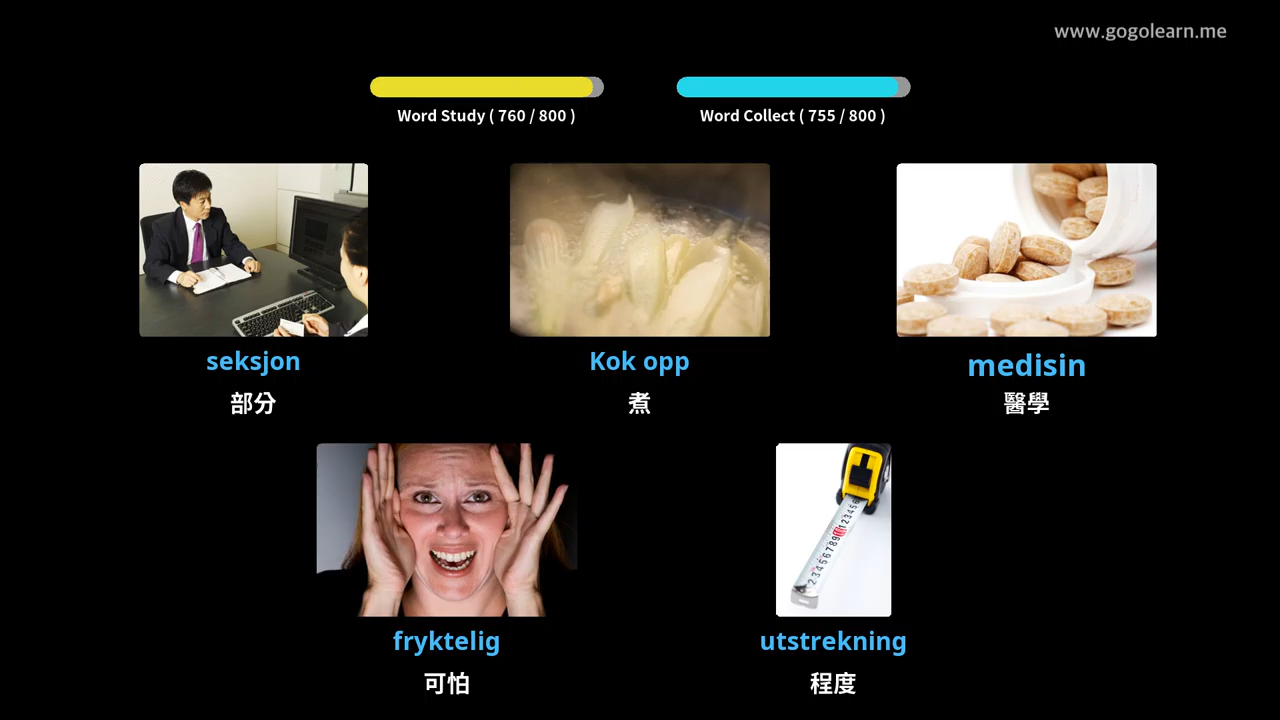 www.gogolearn.me
Word Study ( 760 / 800 )
Word Collect ( 755 / 800 )
seksjon
部分
Kok opp
煮
medisin
醫學
fryktelig
可怕
utstrekning
程度